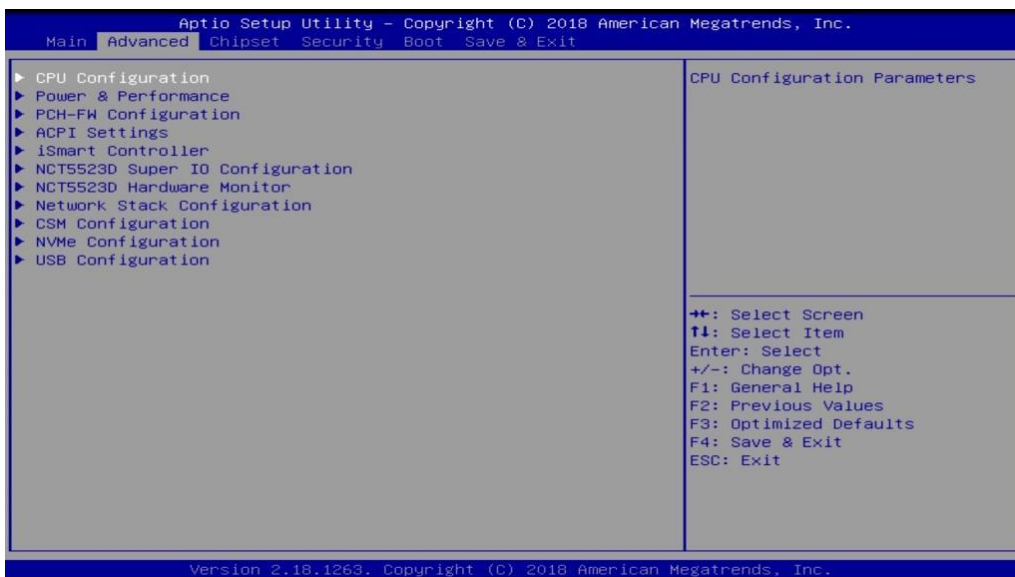 Aptio Setup Utility – Copyright (C) 2018 American Megatrends, Inc.
Main Advanced Chipset Security Boot Save & Exit
▶ CPU Configuration
▶ Power & Performance
▶ PCH-FW Configuration
▶ ACPI Settings
▶ iSmart Controller
▶ NCT5523D Super IO Configuration
▶ NCT5523D Hardware Monitor
▶ Network Stack Configuration
▶ CSM Configuration
▶ NVMe Configuration
▶ USB Configuration
CPU Configuration Parameters
→←: Select Screen
↑↓: Select Item
Enter: Select
+/-: Change Opt.
F1: General Help
F2: Previous Values
F3: Optimized Defaults
F4: Save & Exit
ESC: Exit
Version 2.18.1263. Copyright (C) 2018 American Megatrends, Inc.